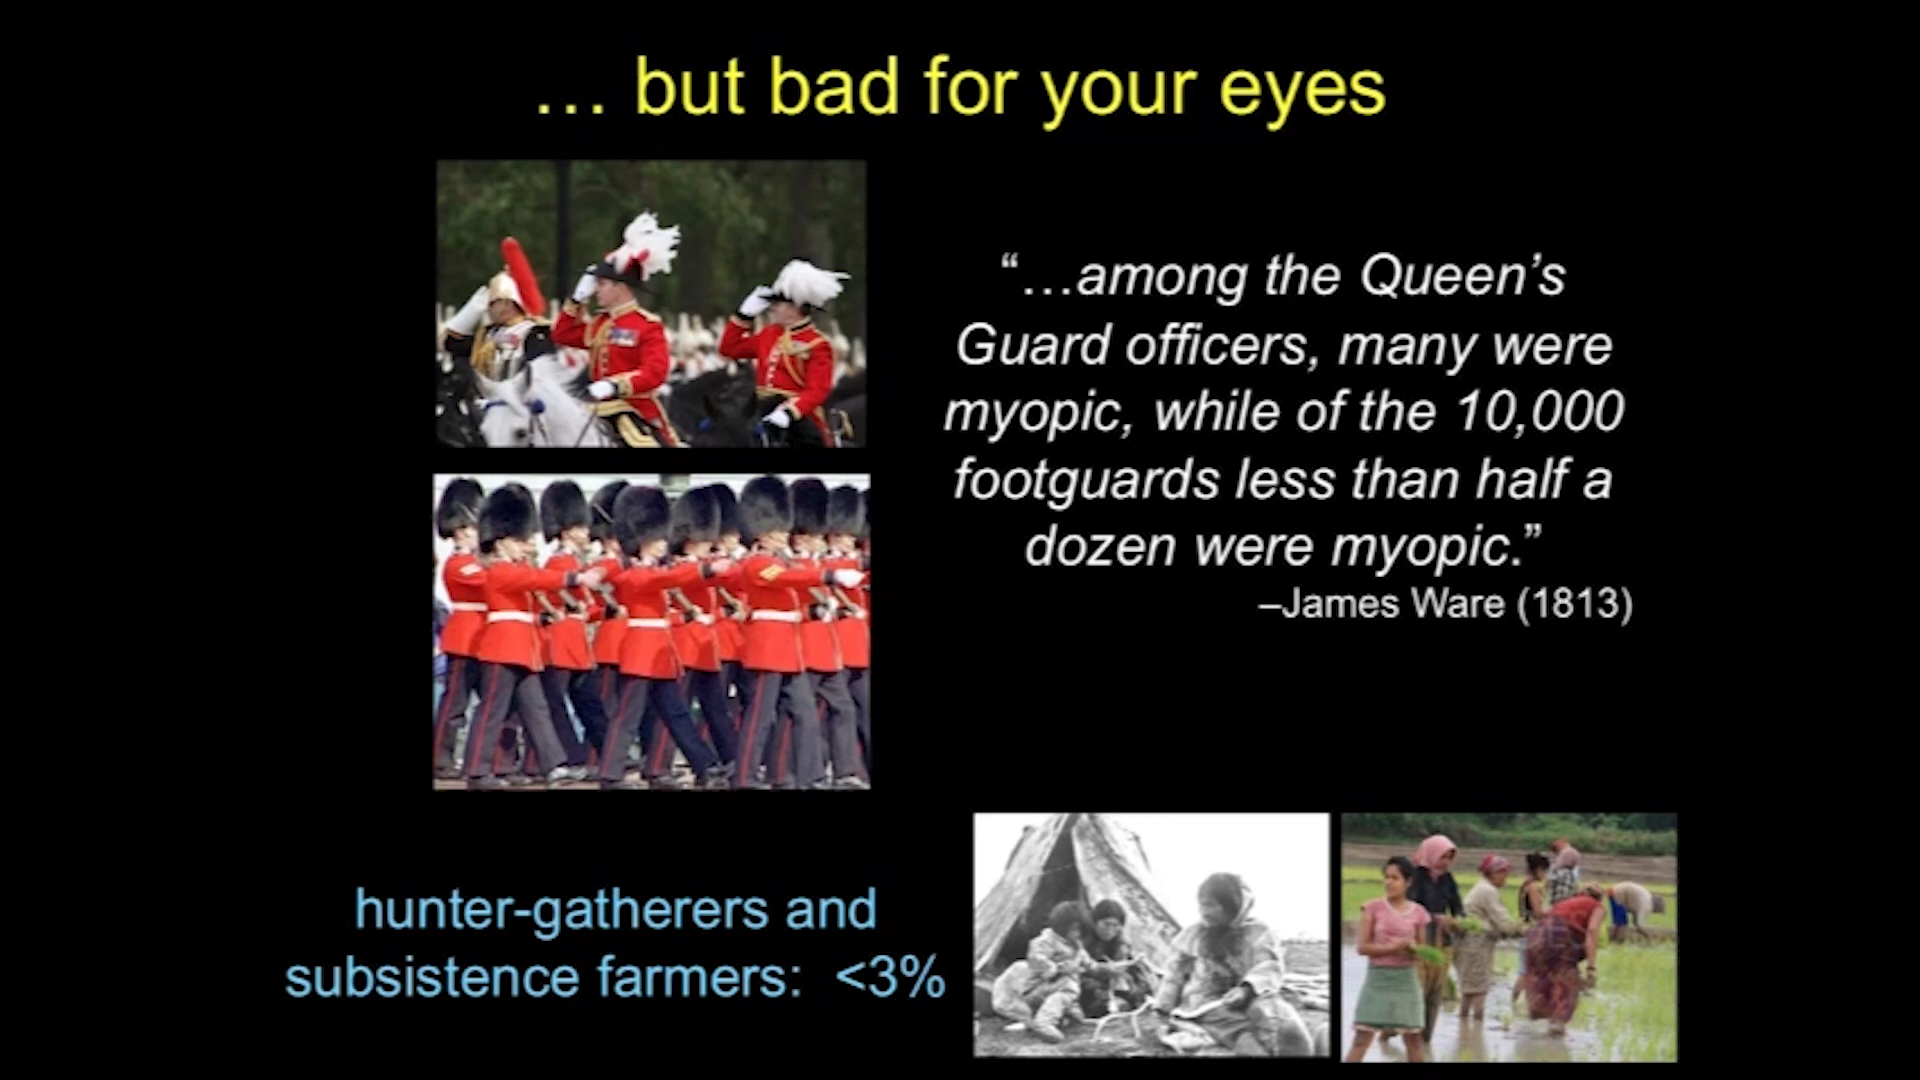 … but bad for your eyes
“…among the Queen’s
Guard officers, many were
myopic, while of the 10,000
footguards less than half a
dozen were myopic.”
–James Ware (1813)
hunter-gatherers and
subsistence farmers: <3%